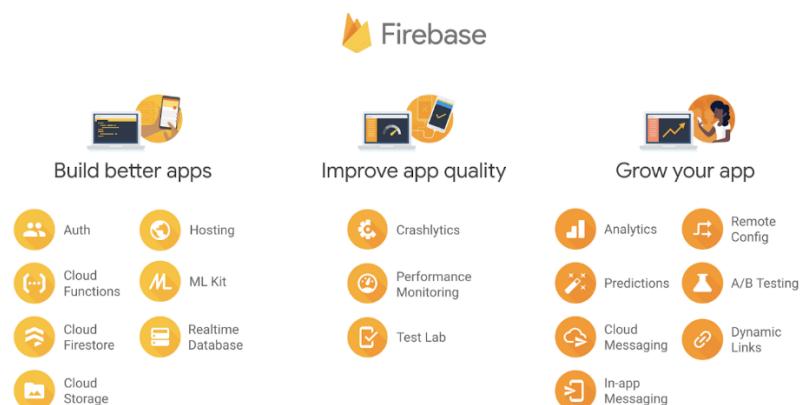 Firebase
Build better apps
Auth
Hosting
Cloud
Functions
ML Kit
Cloud
Firestore
Realtime
Database
Cloud
Storage
Improve app quality
Crashlytics
Performance
Monitoring
Test Lab
Grow your app
Analytics
Remote
Config
Predictions
A/B Testing
Cloud
Messaging
Dynamic
Links
In-app
Messaging